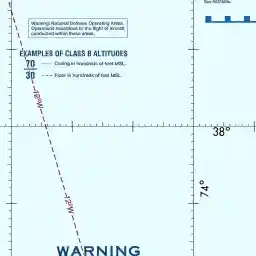 Warning! National Defense Operating Areas.
Operations hazardous to the flight of aircraft
conducted within these areas.
EXAMPLES OF CLASS B ALTITUDES
70 Ceiling in hundreds of feet MSL.
30 Floor in hundreds of feet MSL.
38°
74°
12°W
WARNING